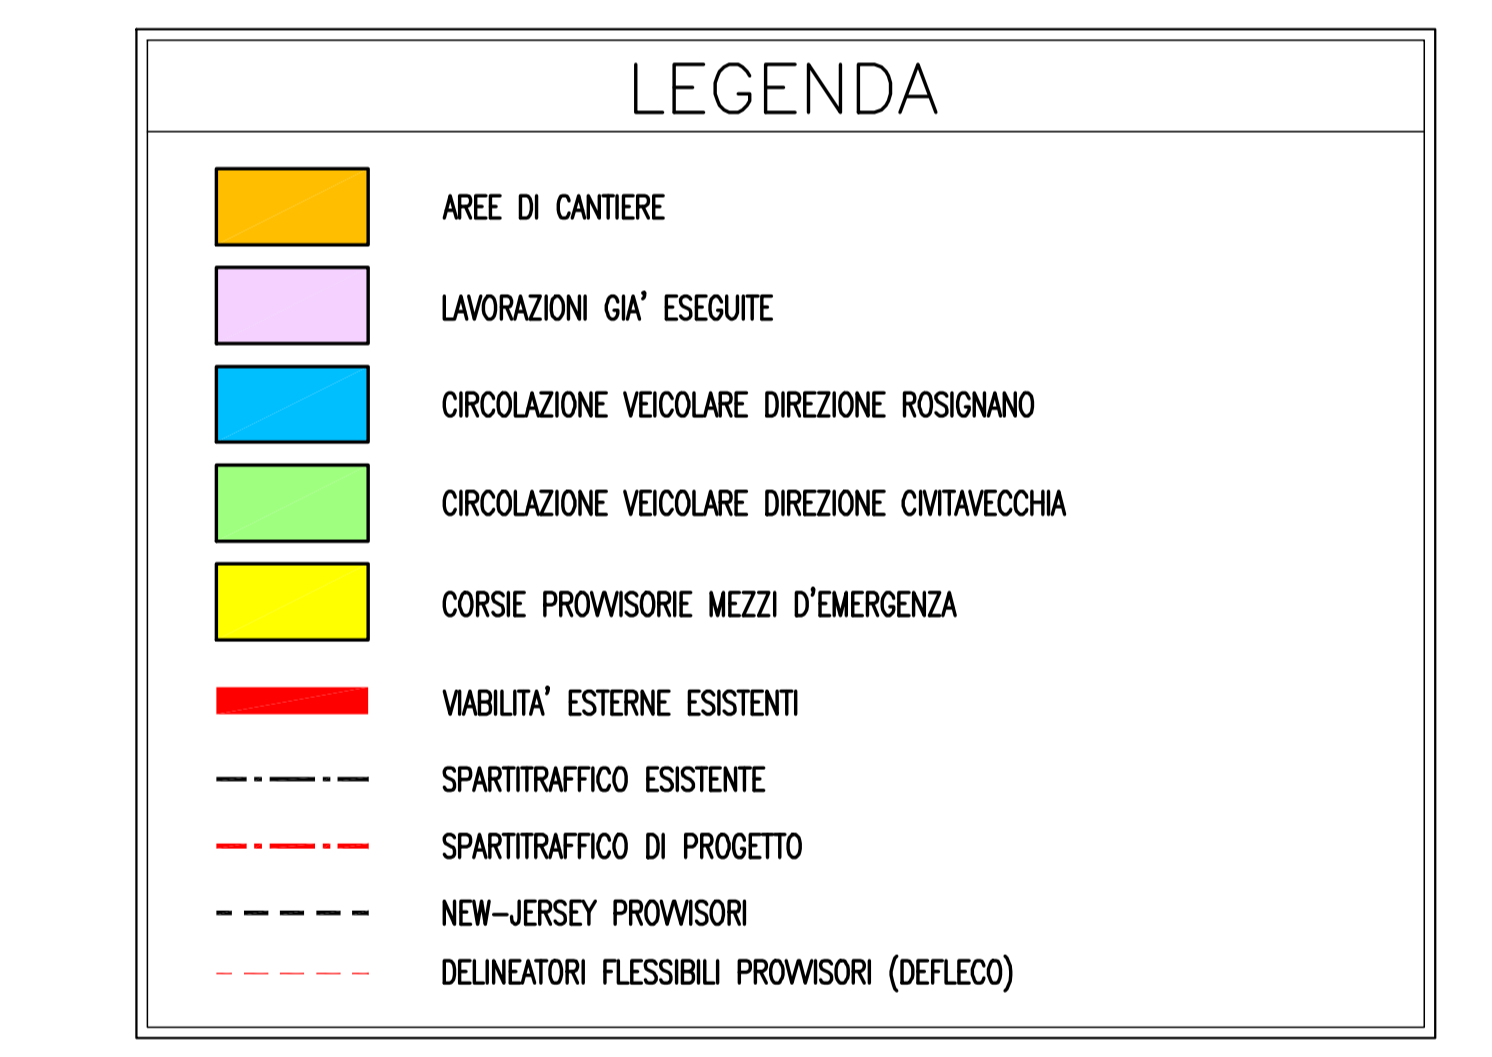 LEGENDA
AREE DI CANTIERE
LAVORAZIONI GIA' ESEGUITE
CIRCOLAZIONE VEICOLARE DIREZIONE ROSIGNANO
CIRCOLAZIONE VEICOLARE DIREZIONE CIVITAVECCHIA
CORSIE PROVVISORIE MEZZI D'EMERGENZA
VIABILITA' ESTERNE ESISTENTI
SPARTITRAFFICO ESISTENTE
SPARTITRAFFICO DI PROGETTO
NEW-JERSEY PROVVISORI
DELINEATORI FLESSIBILI PROVVISORI (DEFLECO)